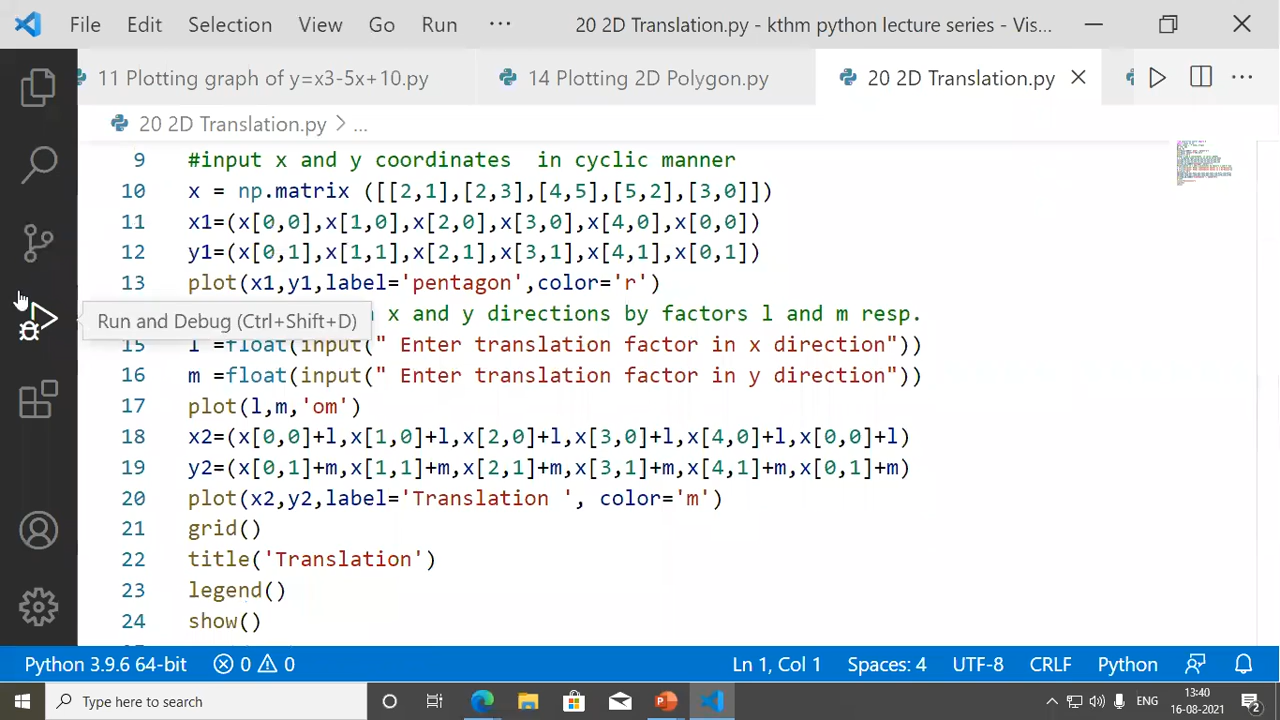 File Edit Selection View Go Run ··· 20 2D Translation.py - kthm python lecture series - Vis...
11 Plotting graph of y=x3-5x+10.py 14 Plotting 2D Polygon.py 20 2D Translation.py
20 2D Translation.py > ...
9 #input x and y coordinates  in cyclic manner
10 x = np.matrix ([[2,1],[2,3],[4,5],[5,2],[3,0]])
11 x1=(x[0,0],x[1,0],x[2,0],x[3,0],x[4,0],x[0,0])
12 y1=(x[0,1],x[1,1],x[2,1],x[3,1],x[4,1],x[0,1])
13 plot(x1,y1,label='pentagon',color='r')
Run and Debug (Ctrl+Shift+D) x and y directions by factors l and m resp.
15 l =float(input(" Enter translation factor in x direction"))
16 m =float(input(" Enter translation factor in y direction"))
17 plot(l,m,'om')
18 x2=(x[0,0]+l,x[1,0]+l,x[2,0]+l,x[3,0]+l,x[4,0]+l,x[0,0]+l)
19 y2=(x[0,1]+m,x[1,1]+m,x[2,1]+m,x[3,1]+m,x[4,1]+m,x[0,1]+m)
20 plot(x2,y2,label='Translation ', color='m')
21 grid()
22 title('Translation')
23 legend()
24 show()
Python 3.9.6 64-bit 0 0 Ln 1, Col 1 Spaces: 4 UTF-8 CRLF Python
Type here to search ENG 13:40
16-08-2021 2